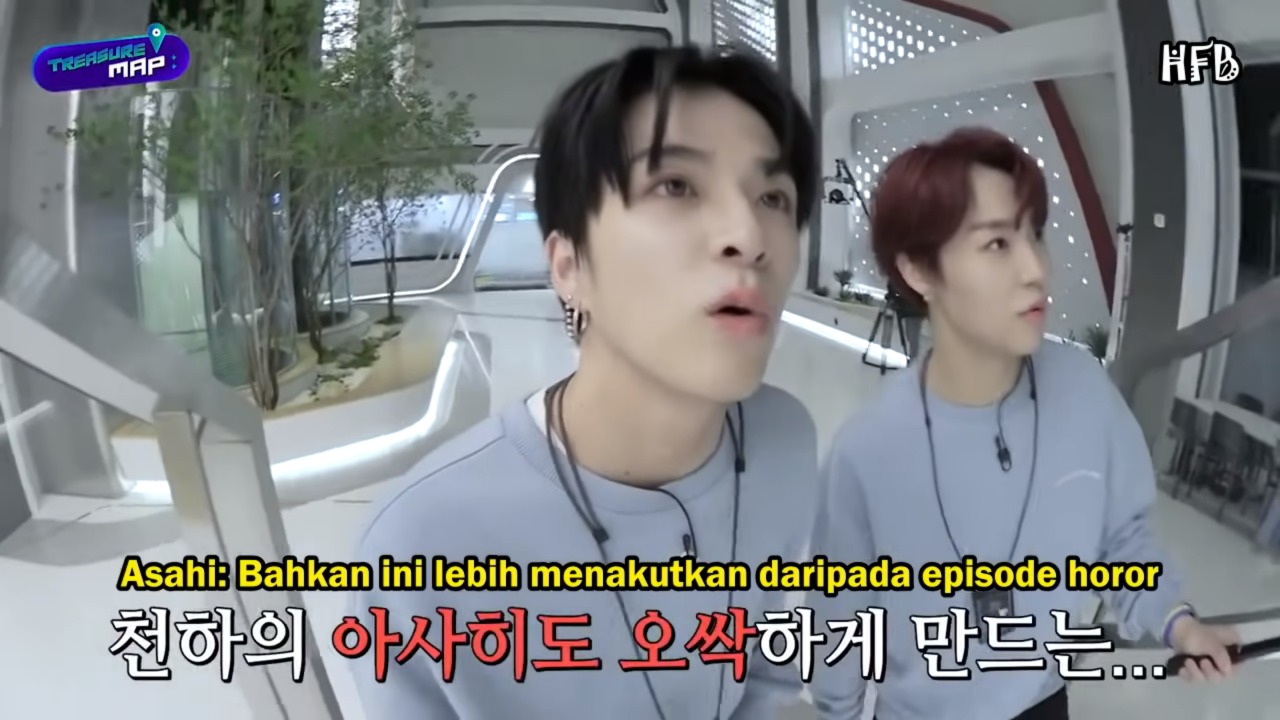 TREASURE
MAP
HFB
Asahi: Bahkan ini lebih menakutkan daripada episode horor
천하의 아사히도 오싹하게 만드는...